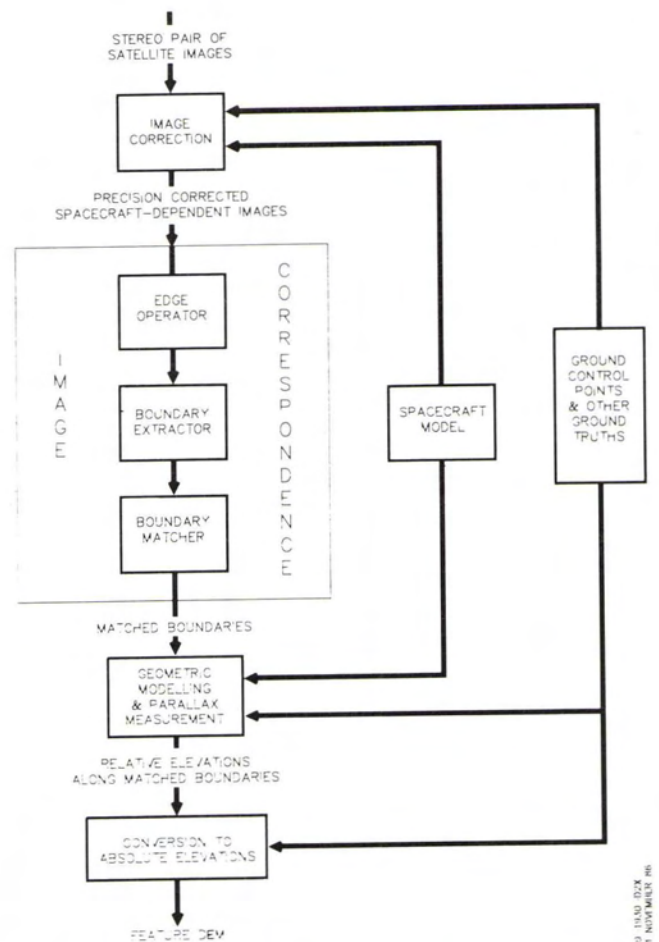 STEREO PAIR OF
SATELLITE IMAGES
IMAGE
CORRECTION
PRECISION CORRECTED
SPACECRAFT-DEPENDENT IMAGES
IMAGE
CORRESPONDENCE
EDGE
OPERATOR
BOUNDARY
EXTRACTOR
BOUNDARY
MATCHER
SPACECRAFT
MODEL
GROUND
CONTROL
POINTS
& OTHER
GROUND
TRUTHS
MATCHED BOUNDARIES
GEOMETRIC
MODELLING
& PARALLAX
MEASUREMENT
RELATIVE ELEVATIONS
ALONG MATCHED BOUNDARIES
CONVERSION TO
ABSOLUTE ELEVATIONS
FEATURE DEM
NOVEMBER 86